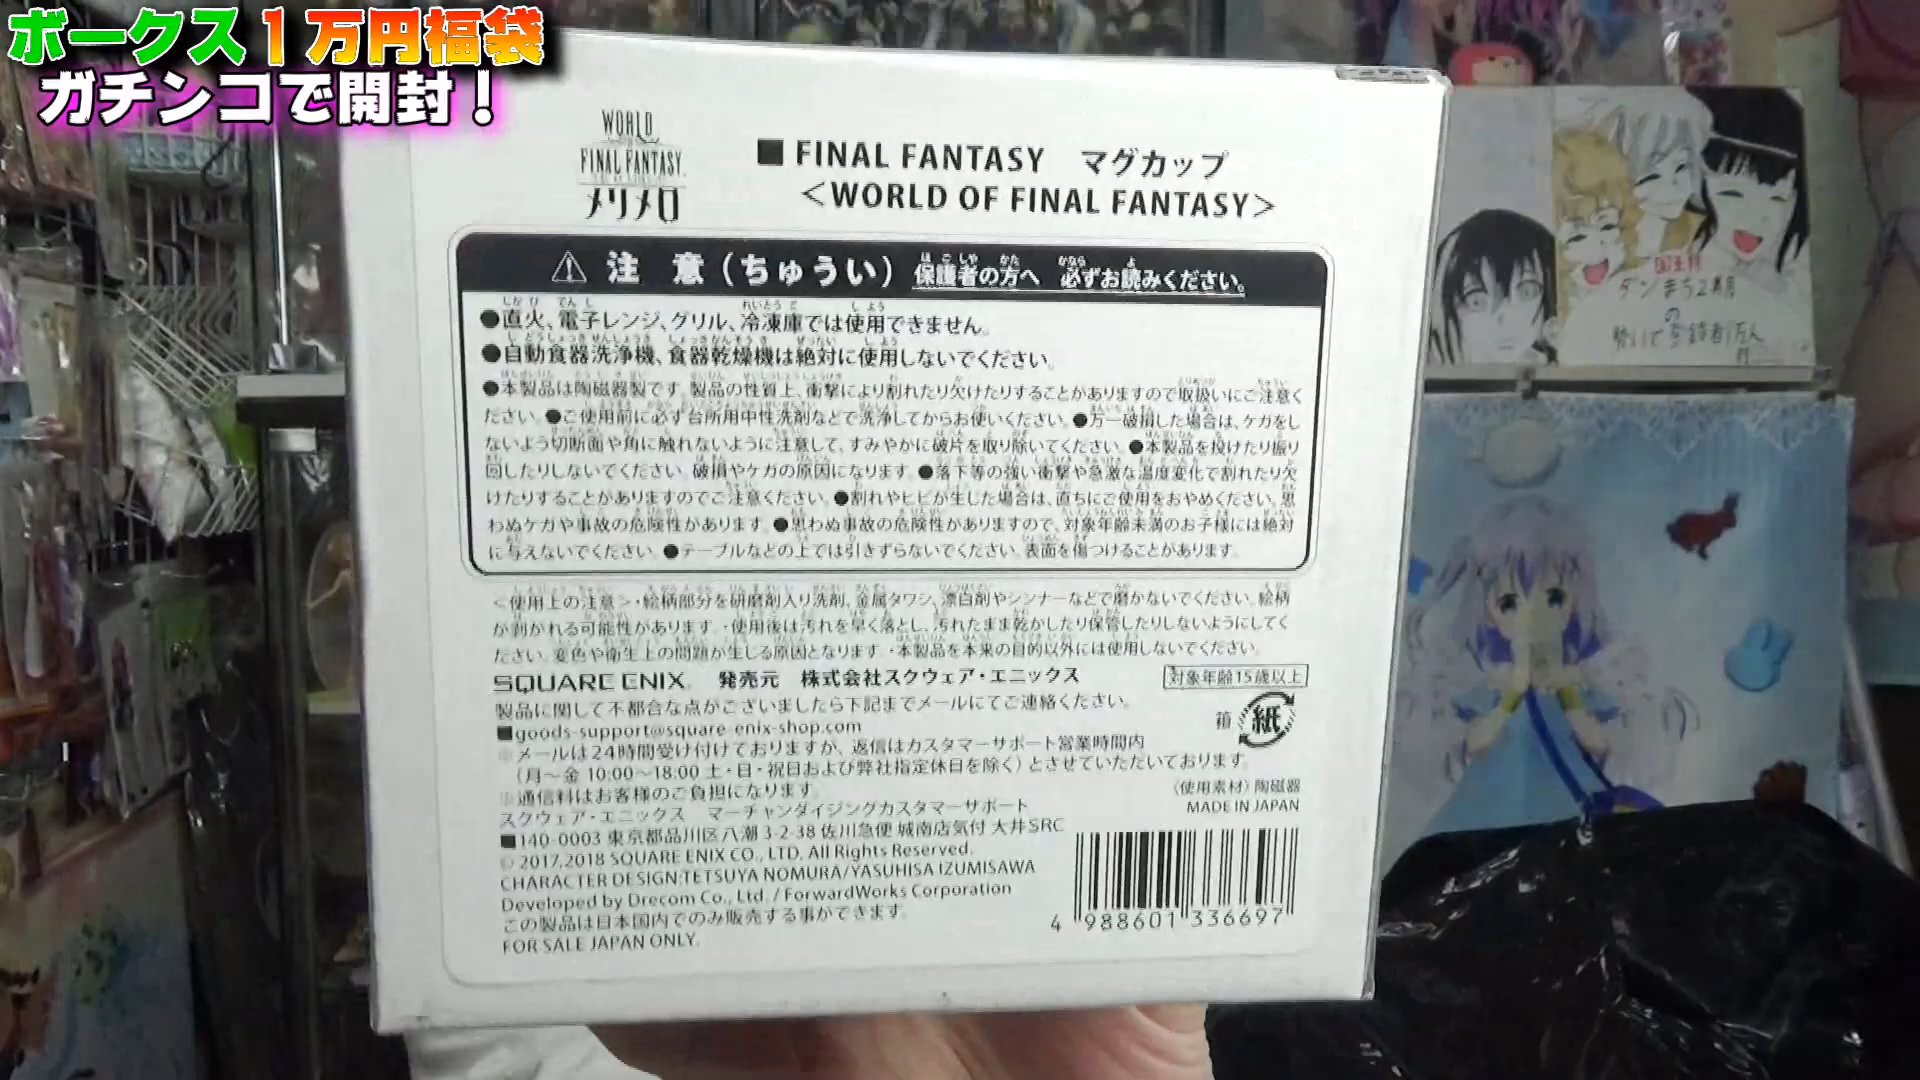 ボークス1万円福袋
ガチンコで開封！
WORLD
FINAL FANTASY
メリメロ
■FINAL FANTASY マグカップ
＜WORLD OF FINAL FANTASY＞
⚠注 意（ちゅうい）保護者の方へ 必ずお読みください。
●直火、電子レンジ、グリル、冷凍庫では使用できません。
●自動食器洗浄機、食器乾燥機は絶対に使用しないでください。
●本製品は陶磁器製です。製品の性質上、衝撃により割れたり欠けたりすることがありますので取扱いにご注意く
ださい。●ご使用前に必ず台所用中性洗剤などで洗浄してからお使いください。●万一破損した場合は、ケガをし
ないよう切断面や角に触れないように注意して、すみやかに破片を取り除いてください。●本製品を投げたり振り
回したりしないでください。破損やケガの原因になります。●落下等の強い衝撃や急激な温度変化で割れたり欠
けたりすることがありますのでご注意ください。●割れやヒビが生じた場合は、直ちにご使用をおやめください。思
わぬケガや事故の危険性があります。●思わぬ事故の危険性がありますので、対象年齢未満のお子様には絶対
に与えないでください。●テーブルなどの上では引きずらないでください。表面を傷つけることがあります。
＜使用上の注意＞・絵柄部分を研磨剤入り洗剤、金属タワシ、漂白剤やシンナーなどで磨かないでください。絵柄
が剥がれる可能性があります。・使用後は汚れを早く落とし、汚れたまま乾かしたり保管したりしないようにしてく
ださい。変色や衛生上の問題が生じる原因となります。・本製品を本来の目的以外には使用しないでください。
SQUARE ENIX. 発売元 株式会社スクウェア・エニックス
対象年齢15歳以上
製品に関して不都合な点がございましたら下記までメールにてご連絡ください。
■goods-support@square-enix-shop.com
箱 紙
※メールは24時間受け付けておりますが、返信はカスタマーサポート営業時間内
（月～金 10:00～18:00 土・日・祝日および弊社指定休日を除く）とさせていただいております。
※通信料はお客様のご負担になります。
〈使用素材〉陶磁器
MADE IN JAPAN
スクウェア・エニックス マーチャンダイジングカスタマーサポート
■140-0003 東京都品川区八潮 3-2-38 佐川急便 城南店気付 大井SRC
© 2017,2018 SQUARE ENIX CO., LTD. All Rights Reserved.
CHARACTER DESIGN:TETSUYA NOMURA/YASUHISA IZUMISAWA
Developed by Drecom Co., Ltd. / ForwardWorks Corporation
この製品は日本国内でのみ販売する事ができます。
FOR SALE JAPAN ONLY.
4 988601 336697
ダンまち2期
の
勢いで登録者1万人